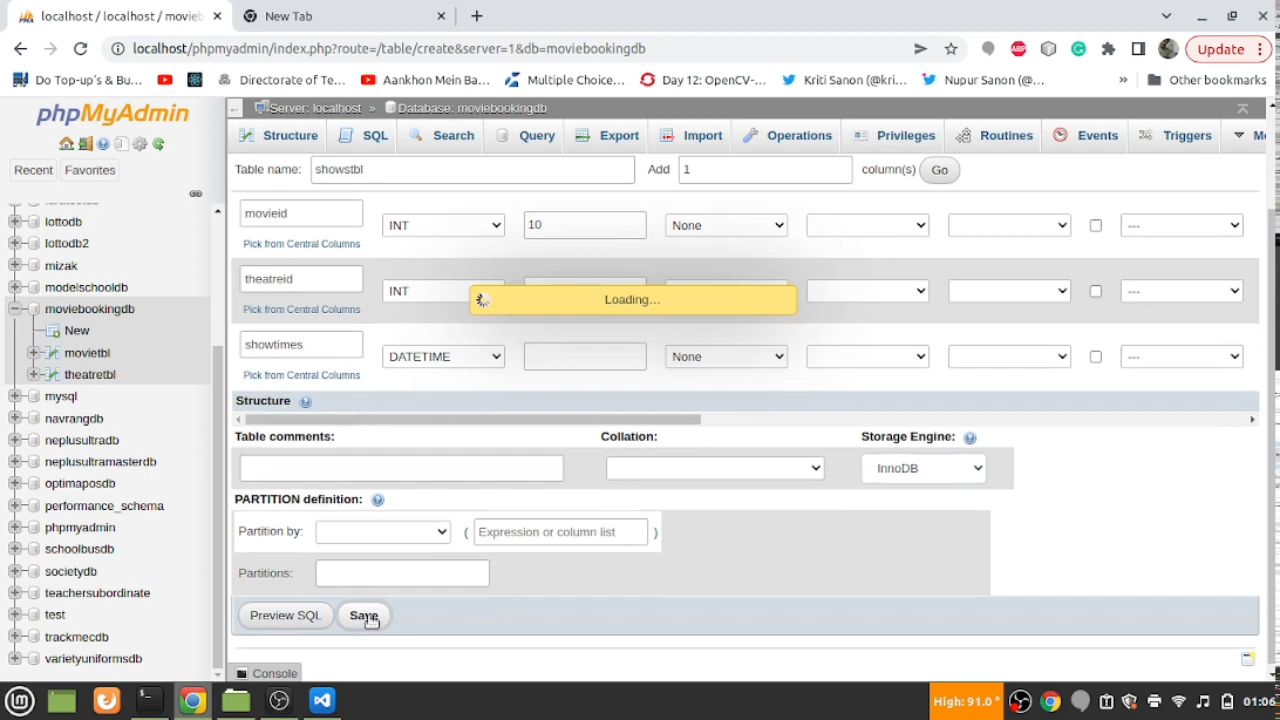 localhost / localhost / movieb
New Tab
localhost/phpmyadmin/index.php?route=/table/create&server=1&db=moviebookingdb
Update
Do Top-up's & Bu...
Directorate of Te...
Aankhon Mein Ba...
Multiple Choice...
Day 12: OpenCV-...
Kriti Sanon (@kri...
Nupur Sanon (@...
»
Other bookmarks
phpMyAdmin
Recent
Favorites
lottodb
lottodb2
mizak
modelschooldb
moviebookingdb
New
movietbl
theatretbl
mysql
navrangdb
neplusultradb
neplusultramasterdb
optimaposdb
performance_schema
phpmyadmin
schoolbusdb
societydb
teachersubordinate
test
trackmecdb
varietyuniformsdb
Server: localhost » Database: moviebookingdb
Structure
SQL
Search
Query
Export
Import
Operations
Privileges
Routines
Events
Triggers
Table name: showstbl Add 1 column(s) Go
movieid INT 10 None ---
Pick from Central Columns
theatreid INT ---
Loading...
Pick from Central Columns
showtimes DATETIME None ---
Pick from Central Columns
Structure
Table comments: Collation: Storage Engine:
InnoDB
PARTITION definition:
Partition by: ( Expression or column list )
Partitions:
Preview SQL Save
Console
High: 91.0 °
01:06